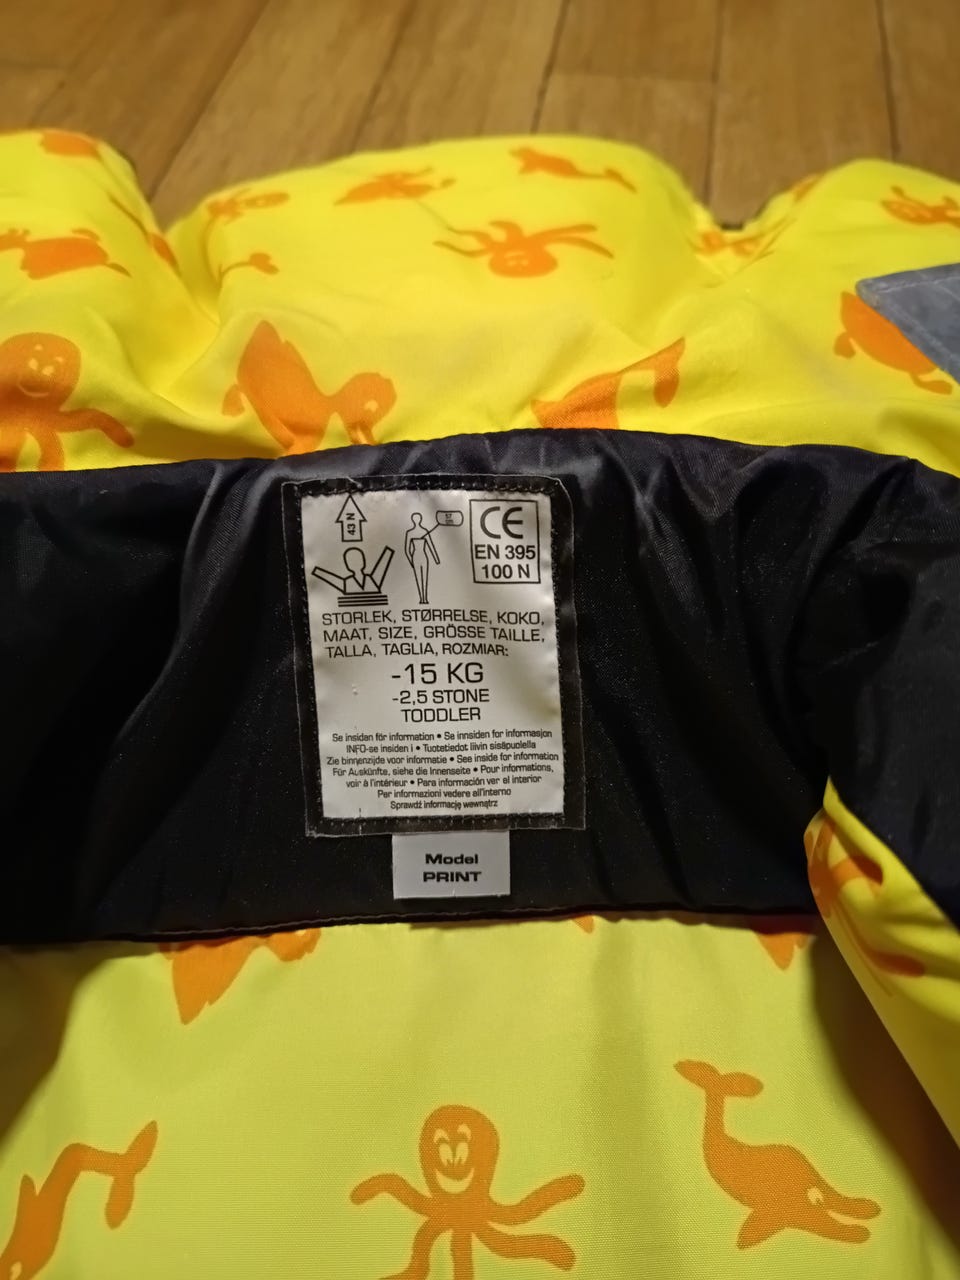 43 N
CE
EN 395
100 N
STORLEK, STØRRELSE, KOKO,
MAAT, SIZE, GRÖSSE TAILLE,
TALLA, TAGLIA, ROZMIAR:
-15 KG
-2,5 STONE
TODDLER
Se insidan för information • Se innsiden for informasjon
INFO-se insiden i • Tuotetiedot liivin sisäpuolella
Zie binnenzijde voor informatie • See inside for information
Für Auskünfte, siehe die Innenseite • Pour informations,
voir à l'intérieur • Para información ver el interior
Per informazioni vedere all'interno
Sprawdź informację wewnątrz
Model
PRINT